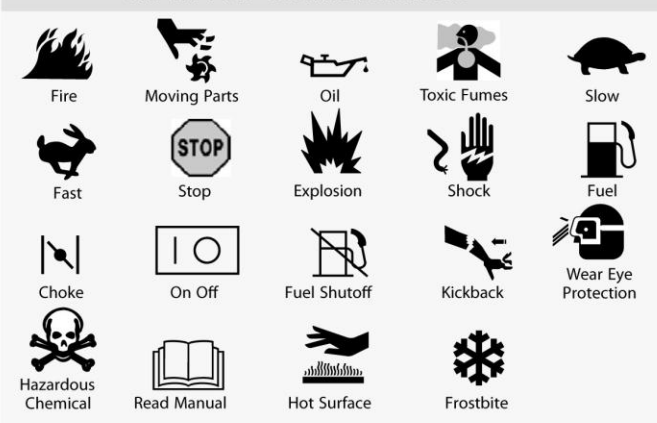 Fire
Moving Parts
Oil
Toxic Fumes
Slow
Fast
STOP
Stop
Explosion
Shock
Fuel
Choke
On Off
Fuel Shutoff
Kickback
Wear Eye
Protection
Hazardous
Chemical
Read Manual
Hot Surface
Frostbite